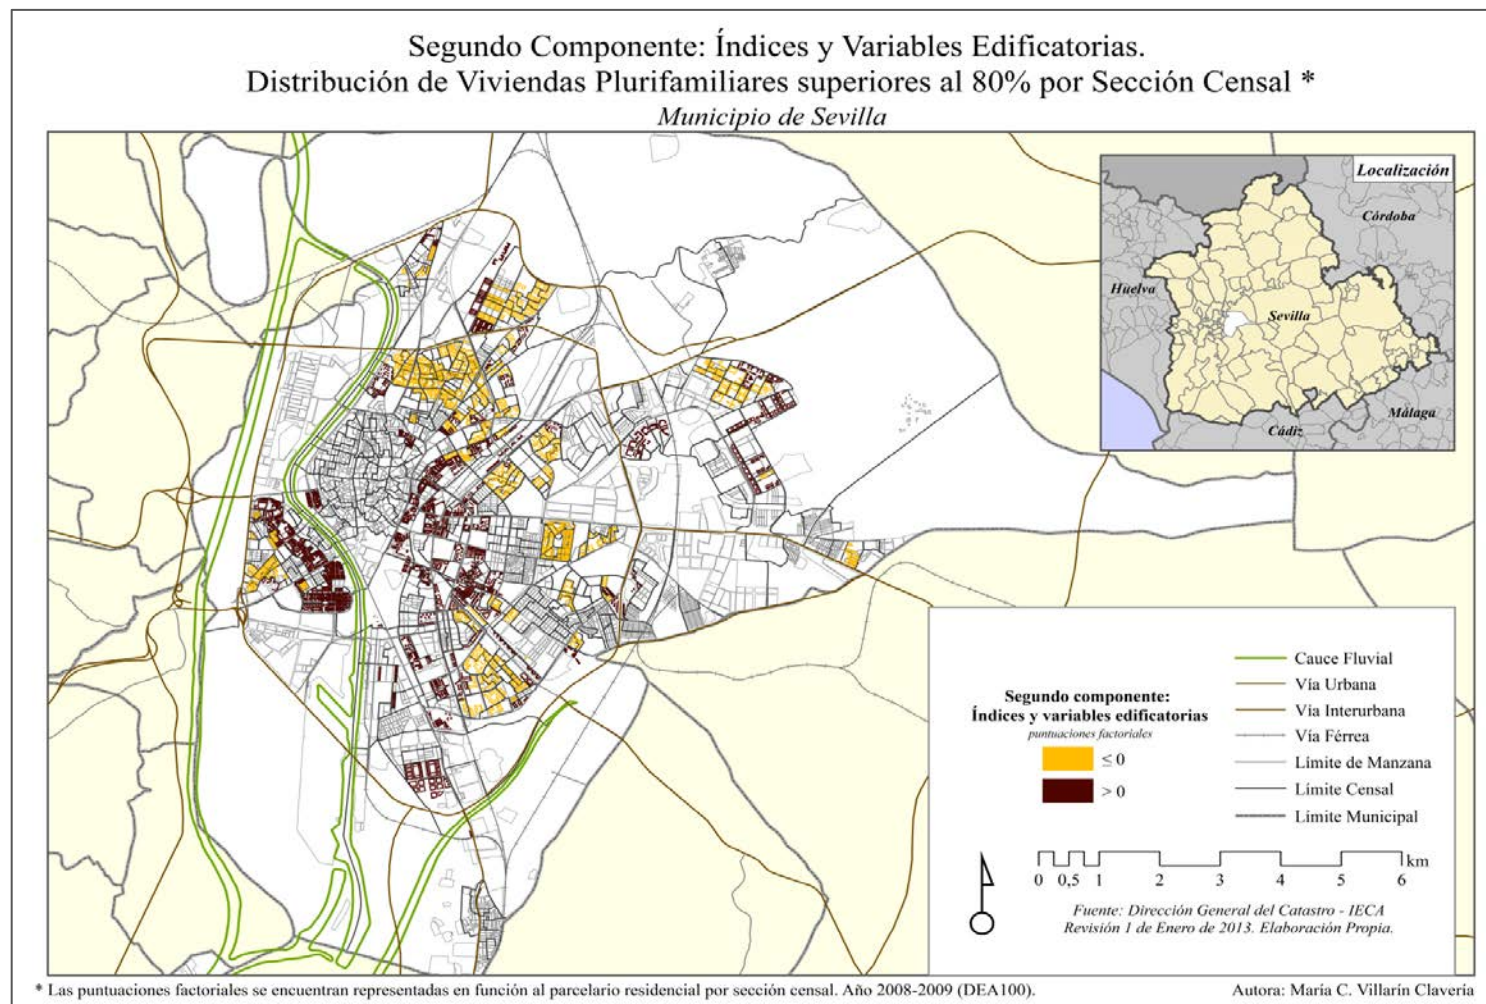 Segundo Componente: Índices y Variables Edificatorias.
Distribución de Viviendas Plurifamiliares superiores al 80% por Sección Censal *
Municipio de Sevilla
Localización
Córdoba
Huelva
Sevilla
Málaga
Cádiz
Segundo componente:
Índices y variables edificatorias
puntuaciones factoriales
≤ 0
> 0
Cauce Fluvial
Vía Urbana
Vía Interurbana
Vía Férrea
Límite de Manzana
Límite Censal
Límite Municipal
km
0 0,5 1 2 3 4 5 6
Fuente: Dirección General del Catastro - IECA
Revisión 1 de Enero de 2013. Elaboración Propia.
* Las puntuaciones factoriales se encuentran representadas en función al parcelario residencial por sección censal. Año 2008-2009 (DEA100).
Autora: María C. Villarín Clavería